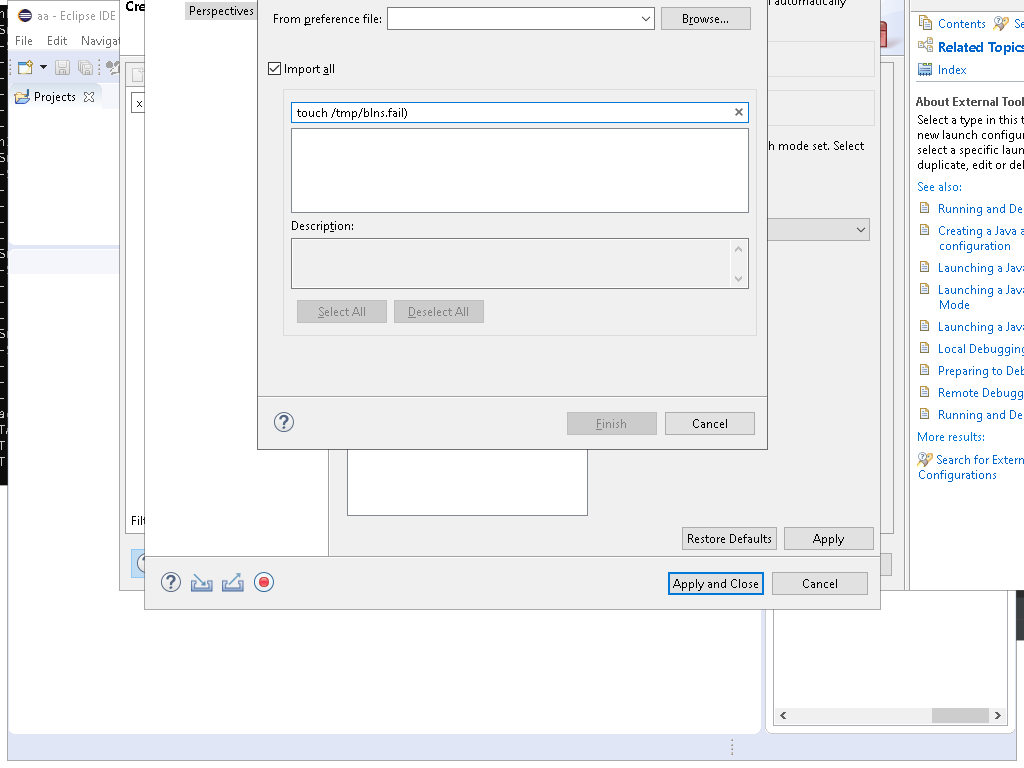 aa - Eclipse IDE
File Edit Navigat
Projects
Cre
x
Perspectives
From preference file:
Browse...
Import all
touch /tmp/blns.fail)
Description:
Select All
Deselect All
Finish
Cancel
automatically
h mode set. Select
Restore Defaults
Apply
Apply and Close
Cancel
Filt
Contents
Se
Related Topics
Index
About External Tool
Select a type in this t
new launch configur
select a specific laun
duplicate, edit or del
See also:
Running and De
Creating a Java a
configuration
Launching a Java
Launching a Java
Mode
Launching a Java
Local Debugging
Preparing to Deb
Remote Debugg
Running and De
More results:
Search for Extern
Configurations